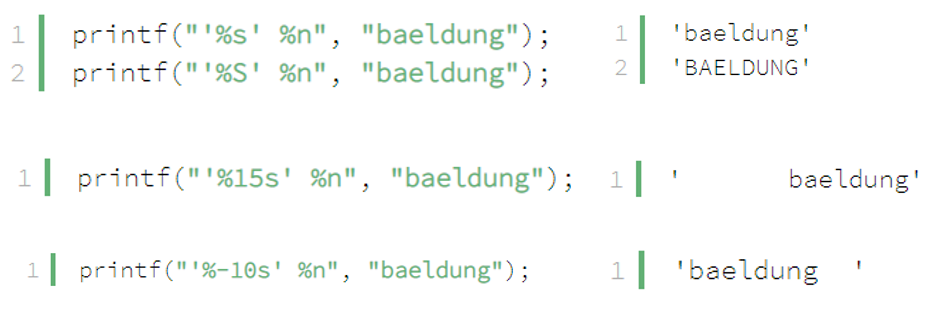 1 printf("'%s' %n", "baeldung");
2 printf("'%S' %n", "baeldung");
1 'baeldung'
2 'BAELDUNG'
1 printf("'%15s' %n", "baeldung");
1 '       baeldung'
1 printf("'%-10s' %n", "baeldung");
1 'baeldung  '